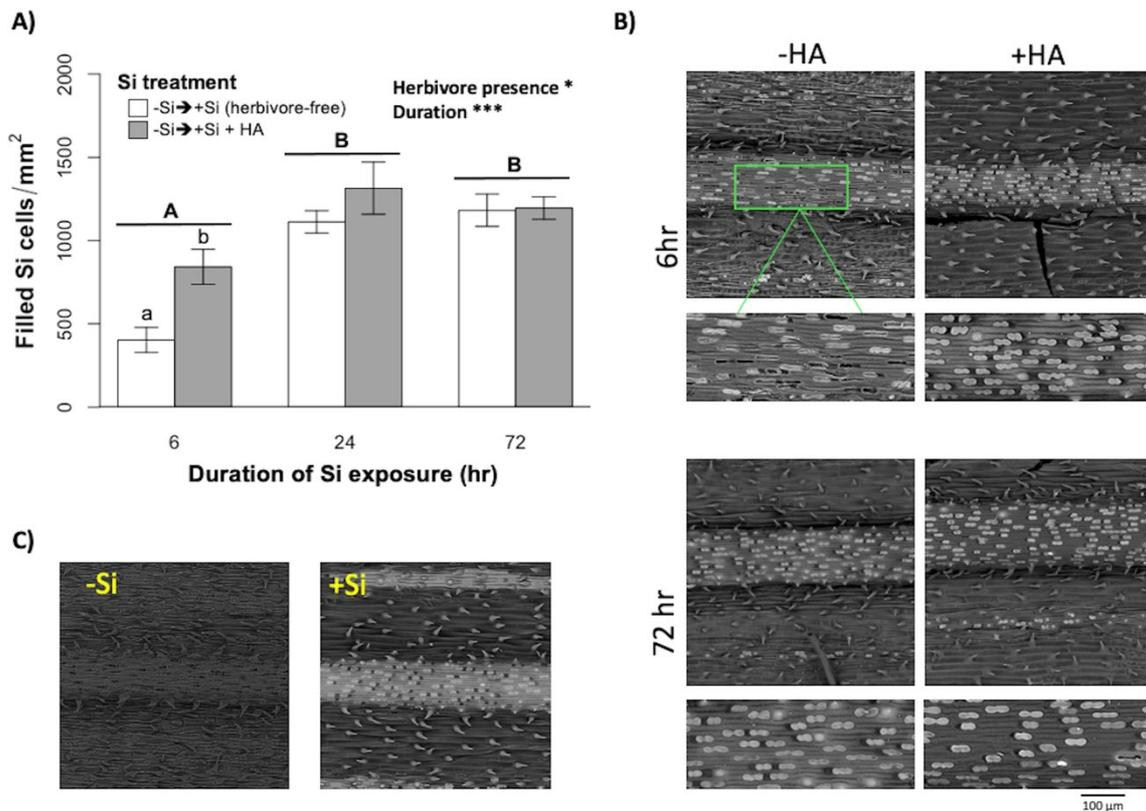 A)
Filled Si cells/mm²
0
500
1000
1500
2000
Si treatment
-Si➔+Si (herbivore-free)
-Si➔+Si + HA
Herbivore presence *
Duration ***
A
a
b
B
B
6
24
72
Duration of Si exposure (hr)
B)
-HA
+HA
6hr
72 hr
100 µm
C)
-Si
+Si